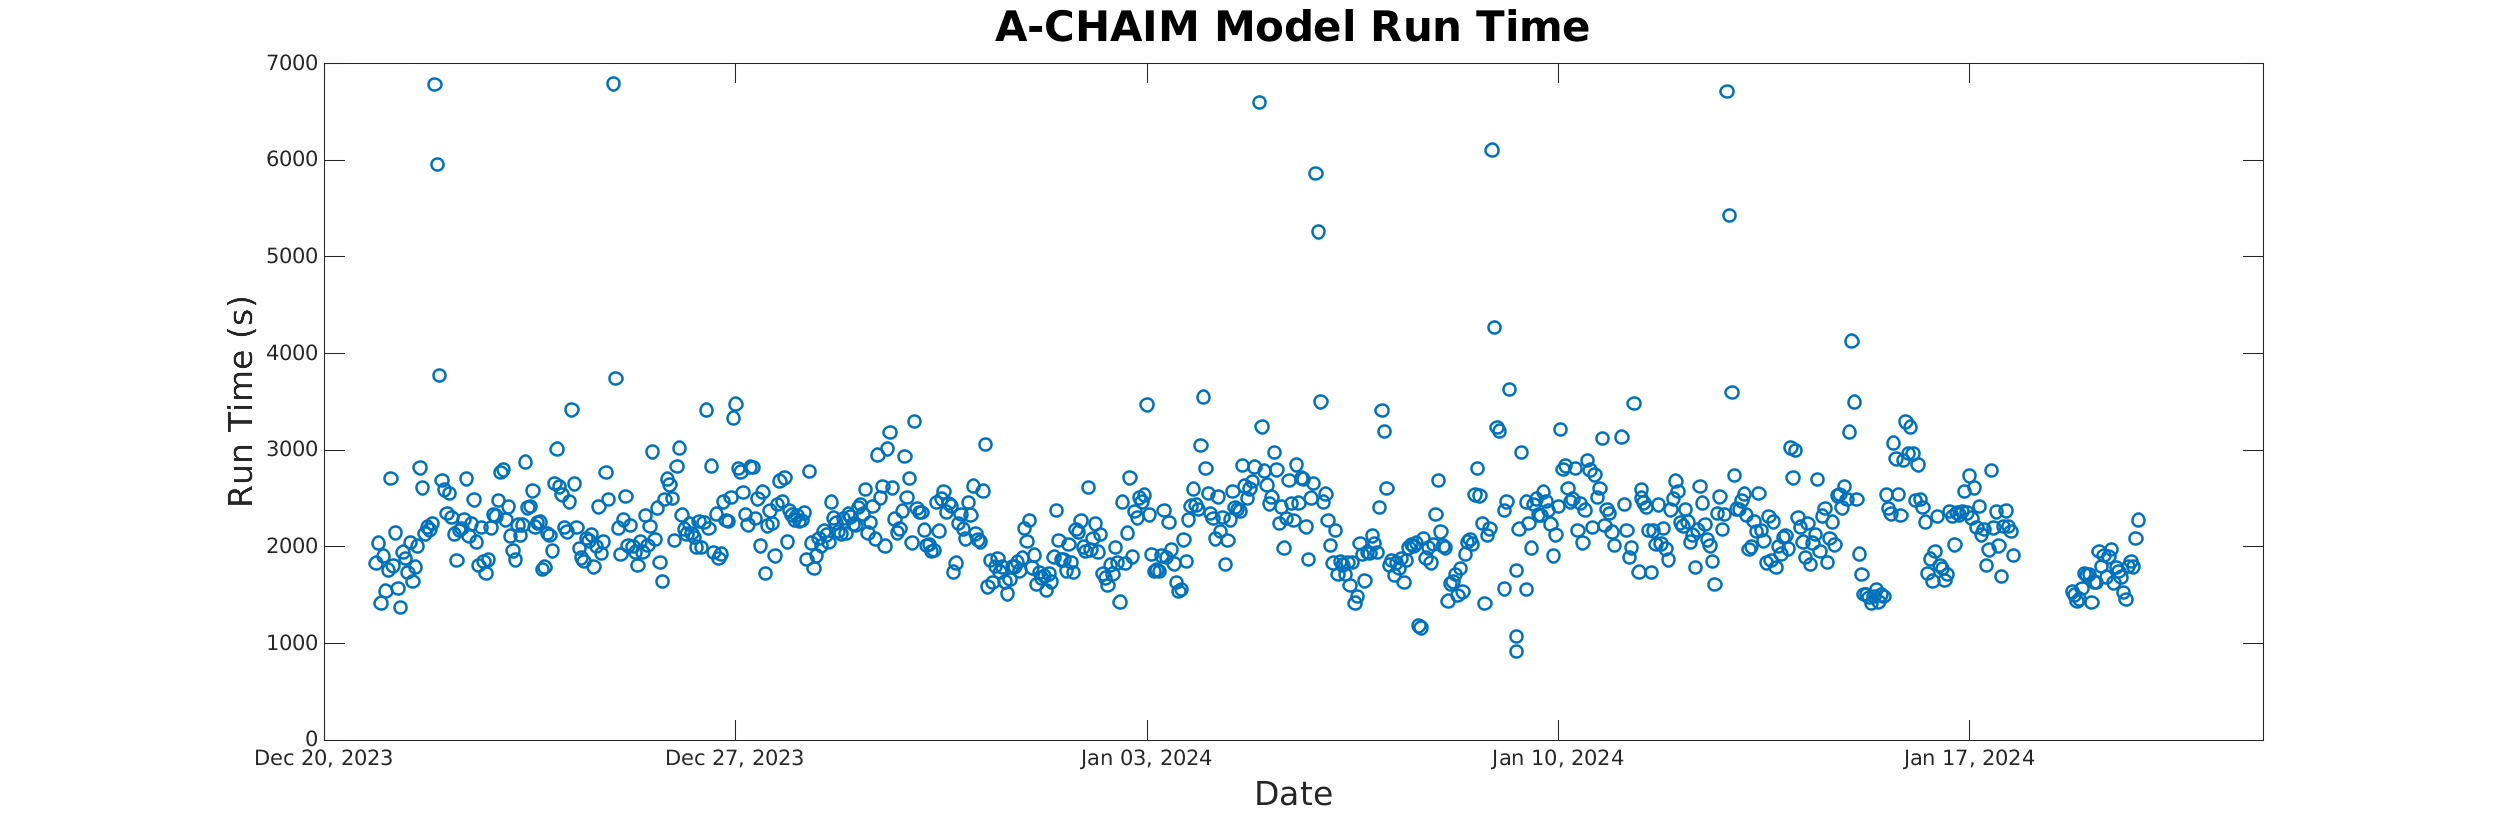 A-CHAIM Model Run Time
7000
6000
5000
4000
3000
2000
1000
0
Run Time (s)
Dec 20, 2023 Dec 27, 2023 Jan 03, 2024 Jan 10, 2024 Jan 17, 2024
Date